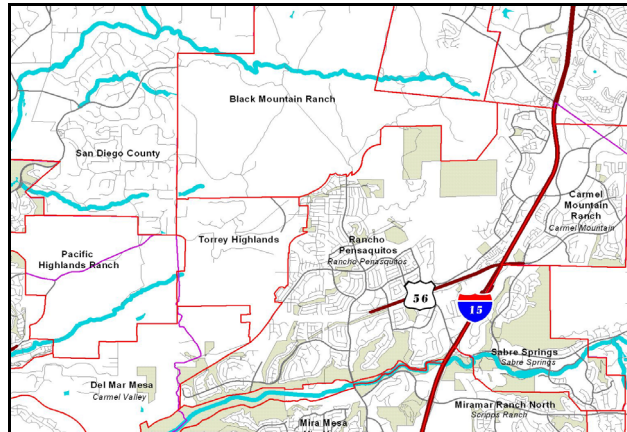 Black Mountain Ranch
San Diego County
Carmel
Mountain
Ranch
Carmel Mountain
Torrey Highlands
Rancho
Pensaquitos
Rancho Penasquitos
Pacific
Highlands Ranch
56
15
Sabre Springs
Sabre Springs
Del Mar Mesa
Carmel Valley
Miramar Ranch North
Scripps Ranch
Mira Mesa